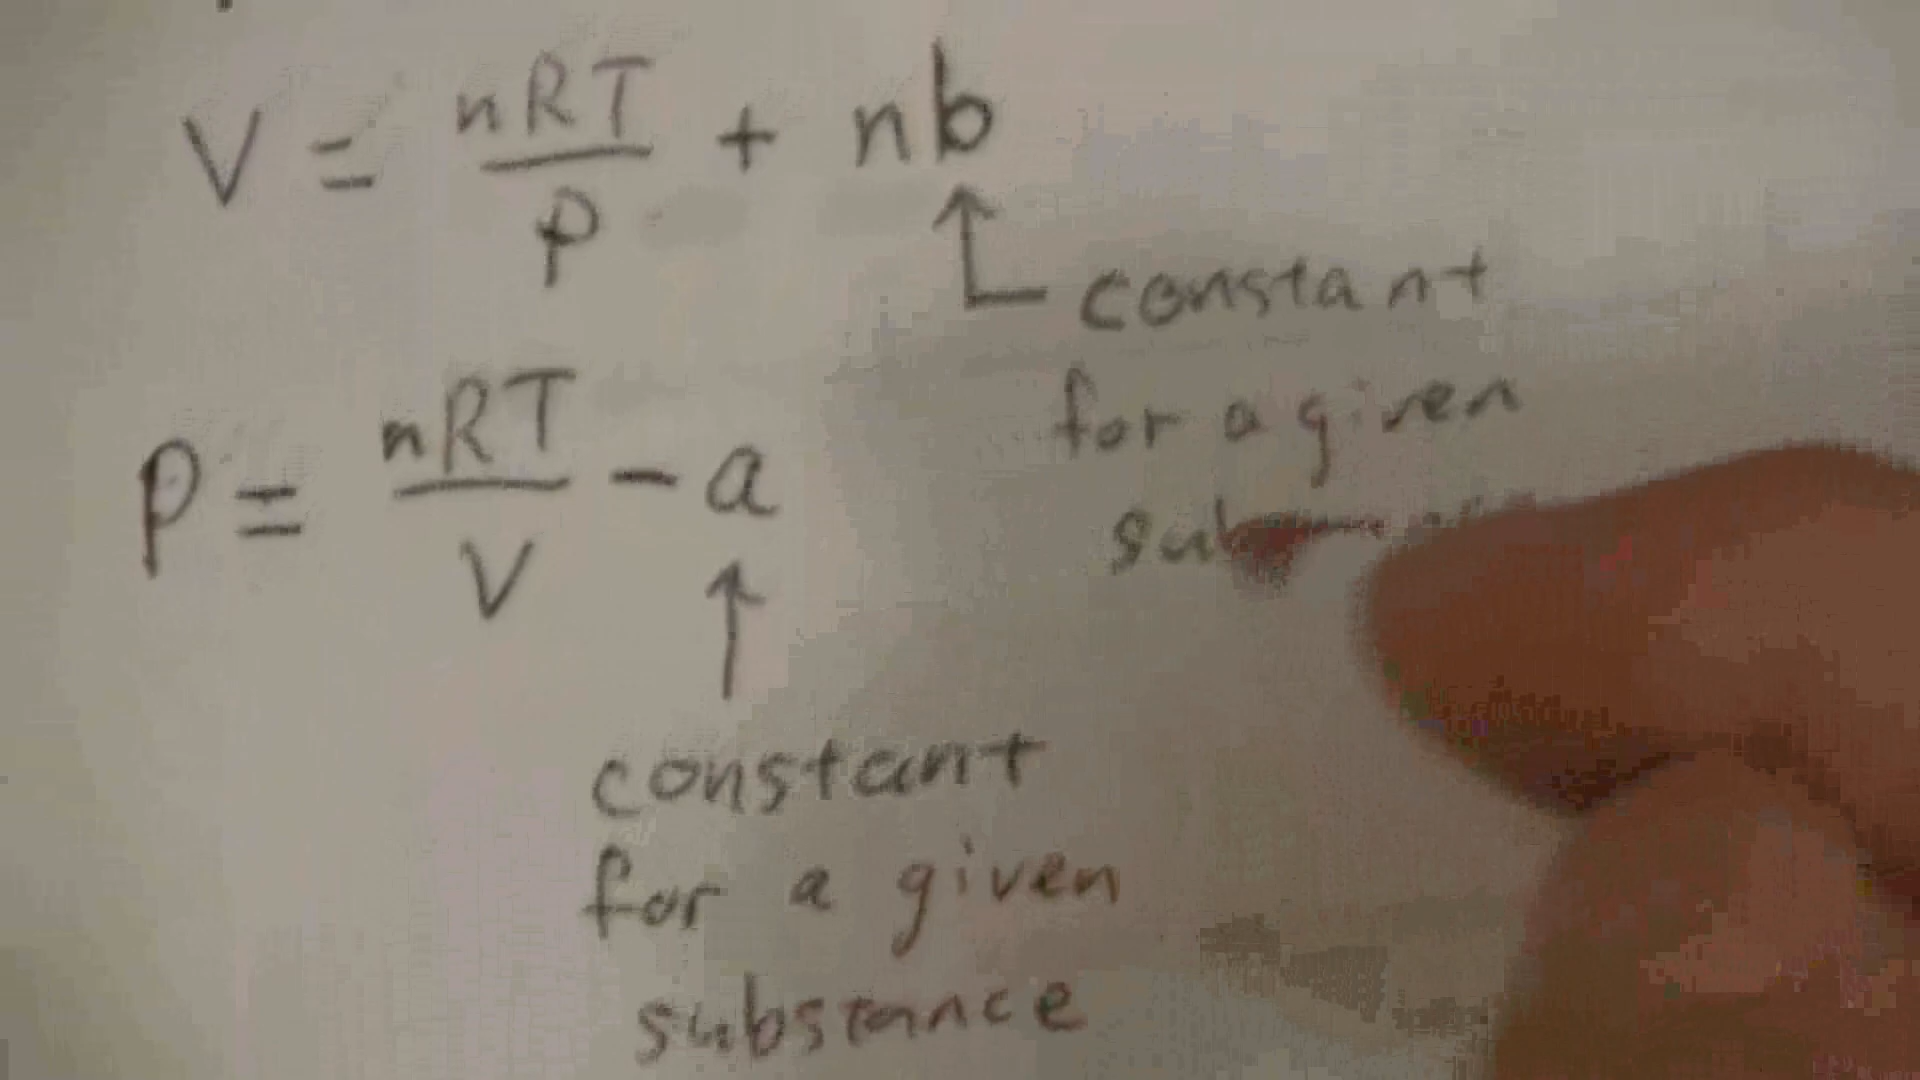 V = nRT/P + nb
constant
for a given
P = nRT/V - a
constant
for a given
substance